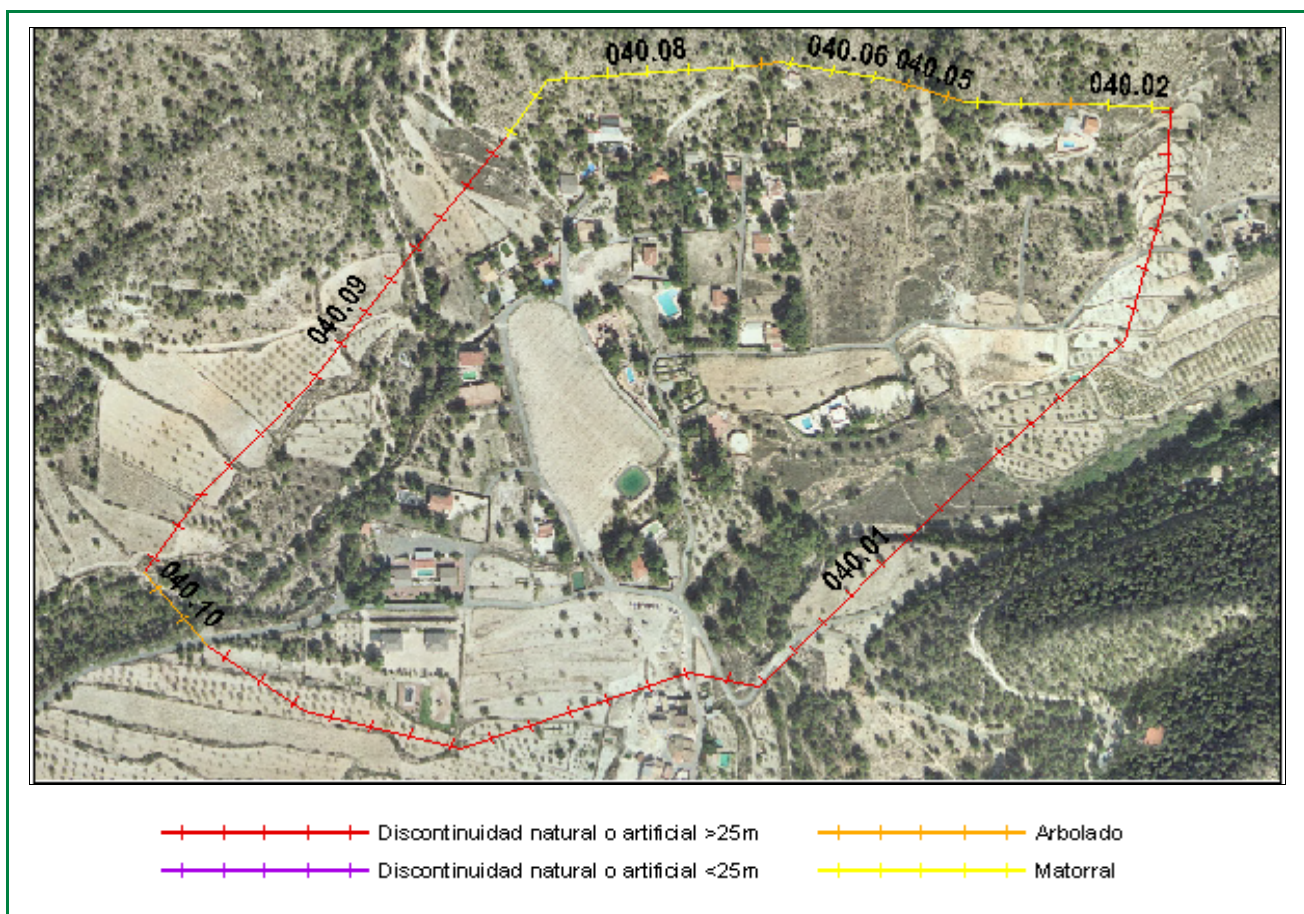 040.08
040.06
040.05
040.02
040.09
040.01
040.10
Discontinuidad natural o artificial >25m
Arbolado
Discontinuidad natural o artificial <25m
Matorral